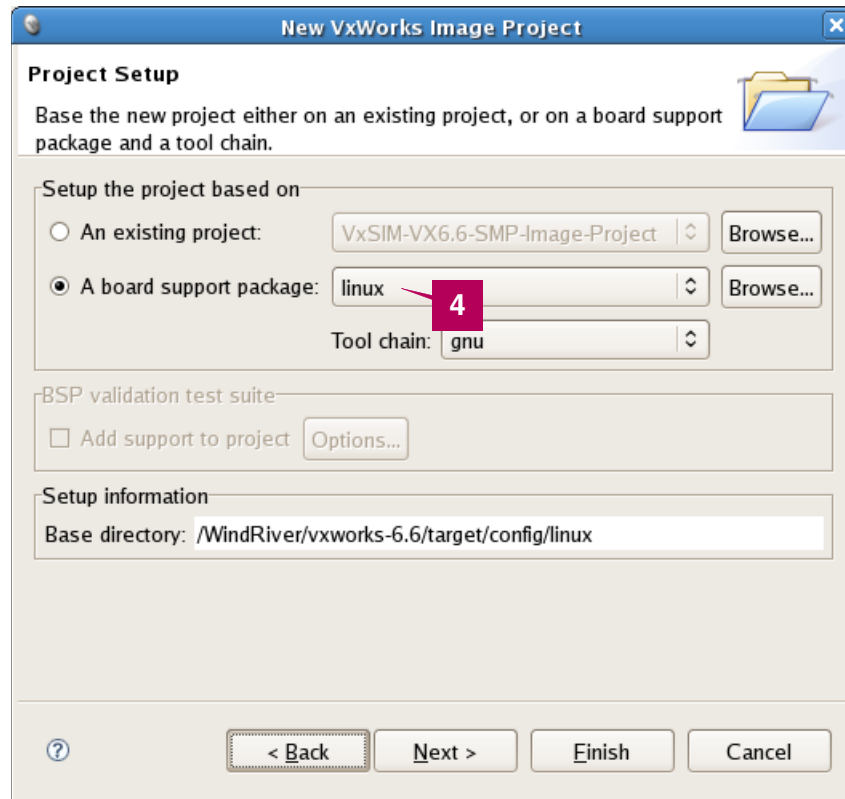 New VxWorks Image Project
Project Setup
Base the new project either on an existing project, or on a board support
package and a tool chain.
Setup the project based on
An existing project: VxSIM-VX6.6-SMP-Image-Project Browse...
A board support package: linux Browse...
4
Tool chain: gnu
BSP validation test suite
Add support to project Options...
Setup information
Base directory: /WindRiver/vxworks-6.6/target/config/linux
? < Back Next > Finish Cancel